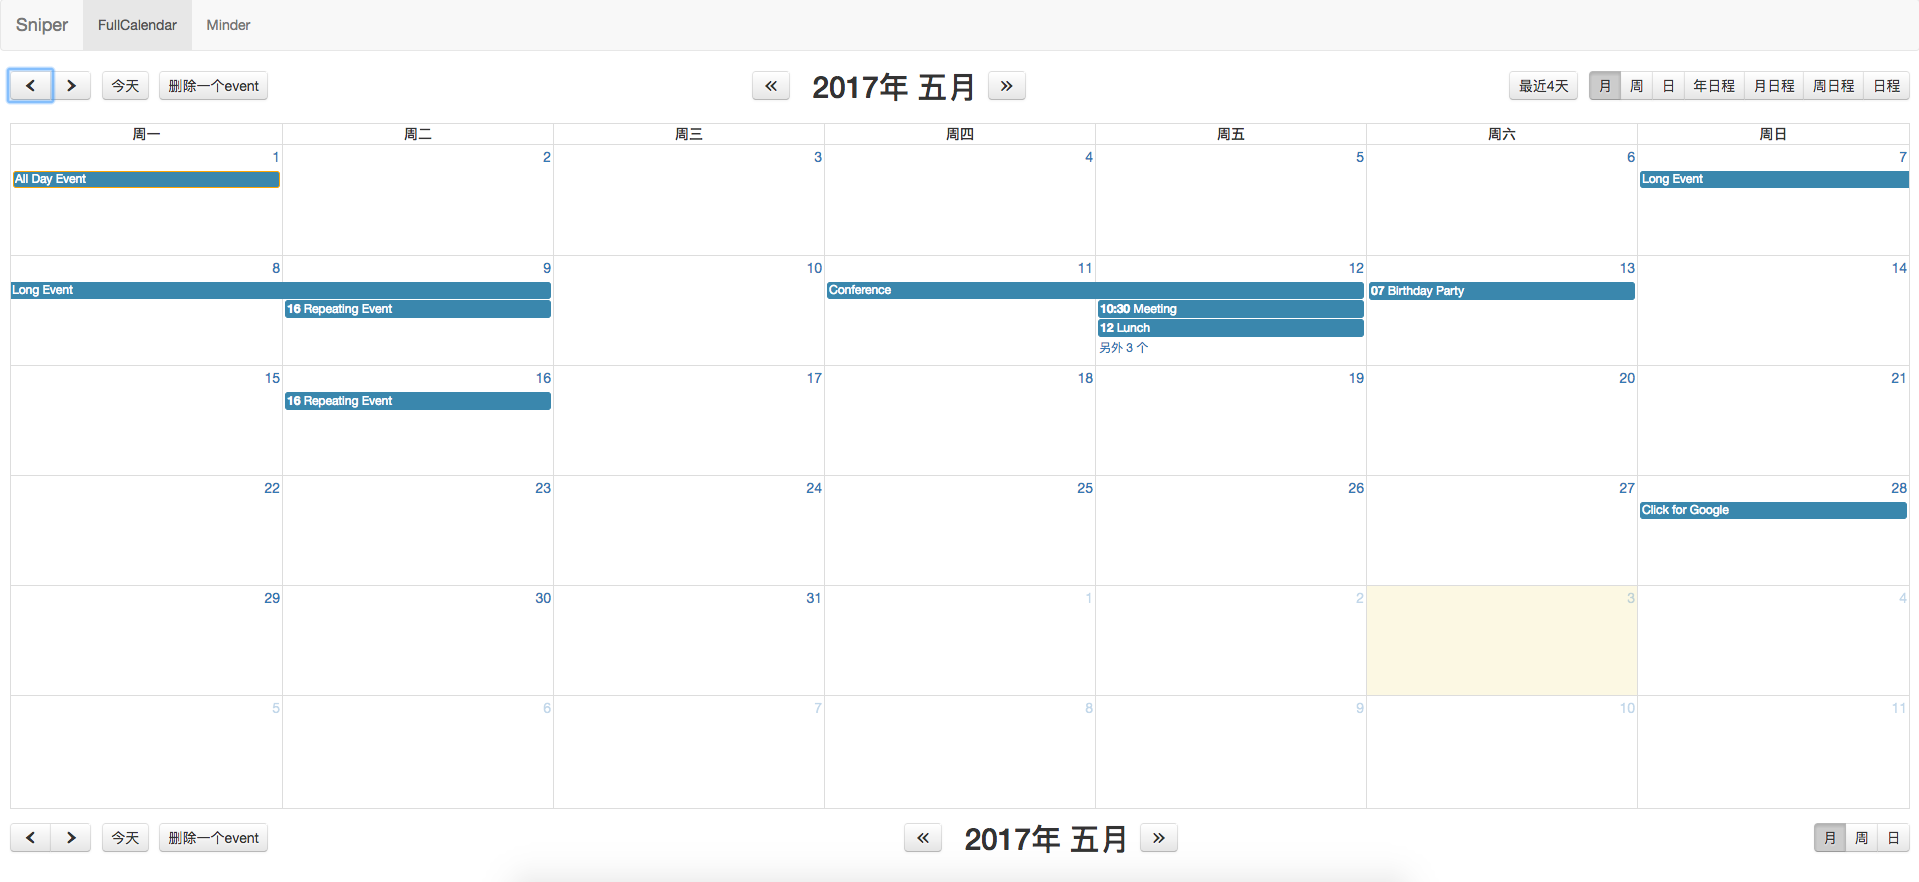 Sniper FullCalendar Minder
今天 删除一个event « 2017年 五月 » 最近4天 月 周 日 年日程 月日程 周日程 日程
周一 周二 周三 周四 周五 周六 周日
1 2 3 4 5 6 7
All Day Event Long Event
8 9 10 11 12 13 14
Long Event Conference 07 Birthday Party
16 Repeating Event 10:30 Meeting
12 Lunch
另外 3 个
15 16 17 18 19 20 21
16 Repeating Event
22 23 24 25 26 27 28
Click for Google
29 30 31 1 2 3 4
5 6 7 8 9 10 11
今天 删除一个event « 2017年 五月 » 月 周 日